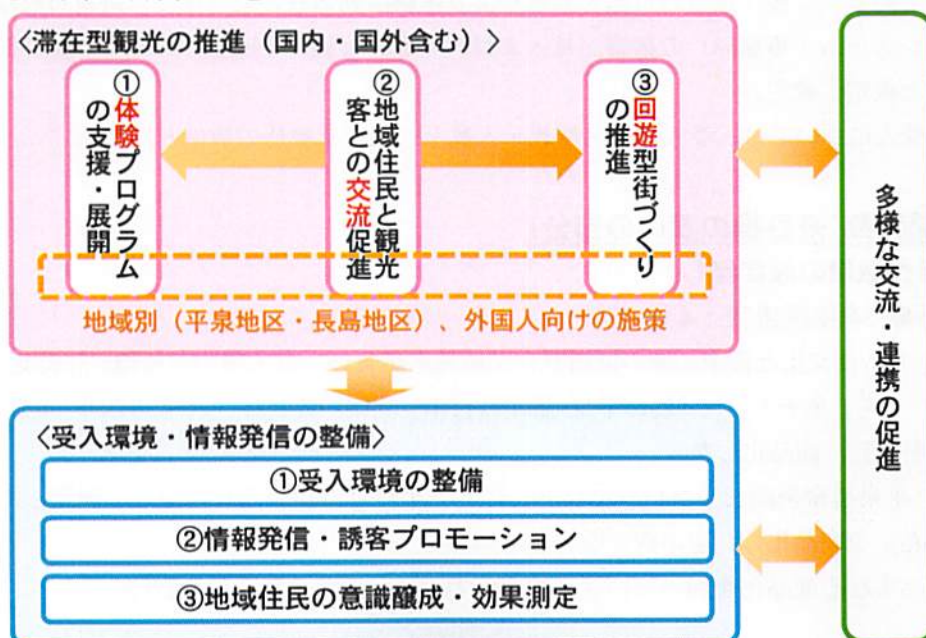 〈滞在型観光の推進（国内・国外含む）〉
①体験プログラム
の支援・展開
②地域住民と観光
客との交流促進
③回遊型街づくり
の推進
地域別（平泉地区・長島地区）、外国人向けの施策
多様な交流・連携の促進
〈受入環境・情報発信の整備〉
①受入環境の整備
②情報発信・誘客プロモーション
③地域住民の意識醸成・効果測定